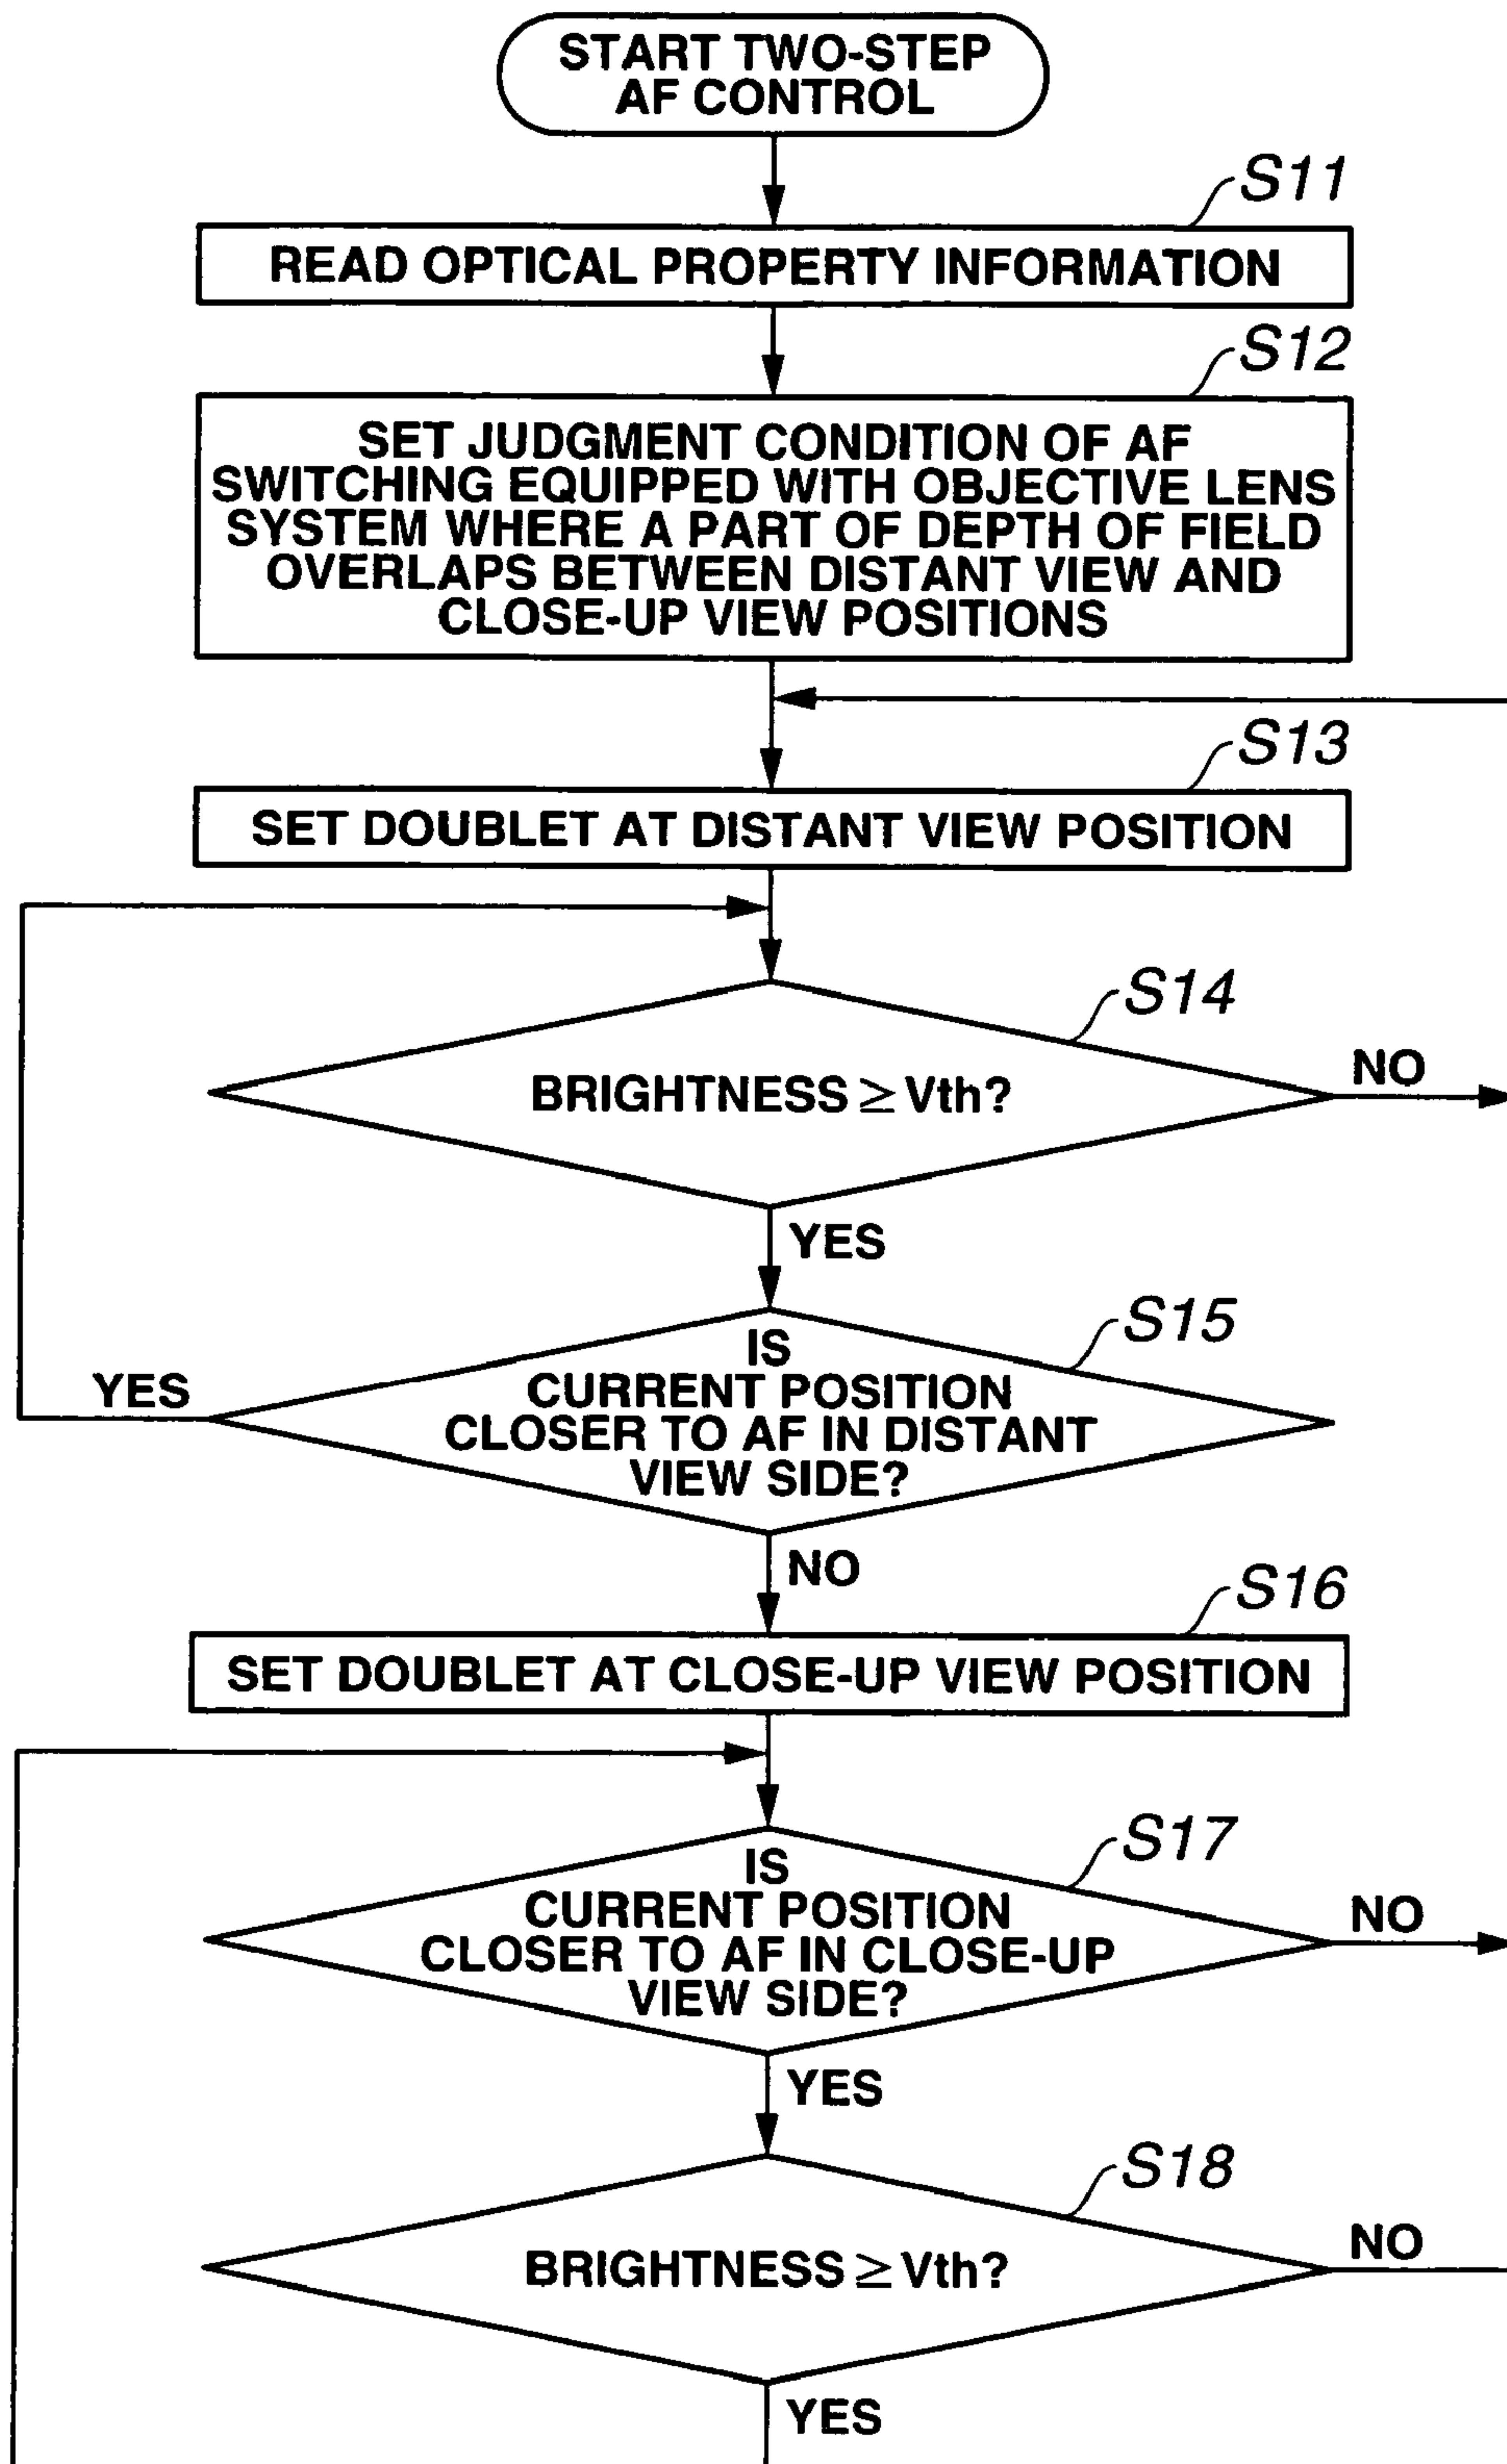 START TWO-STEP
AF CONTROL
S11
READ OPTICAL PROPERTY INFORMATION
S12
SET JUDGMENT CONDITION OF AF
SWITCHING EQUIPPED WITH OBJECTIVE LENS
SYSTEM WHERE A PART OF DEPTH OF FIELD
OVERLAPS BETWEEN DISTANT VIEW AND
CLOSE-UP VIEW POSITIONS
S13
SET DOUBLET AT DISTANT VIEW POSITION
S14
BRIGHTNESS ≥ Vth?
NO
YES
S15
IS
CURRENT POSITION
CLOSER TO AF IN DISTANT
VIEW SIDE?
YES
NO
S16
SET DOUBLET AT CLOSE-UP VIEW POSITION
S17
IS
CURRENT POSITION
CLOSER TO AF IN CLOSE-UP
VIEW SIDE?
NO
YES
S18
BRIGHTNESS ≥ Vth?
NO
YES